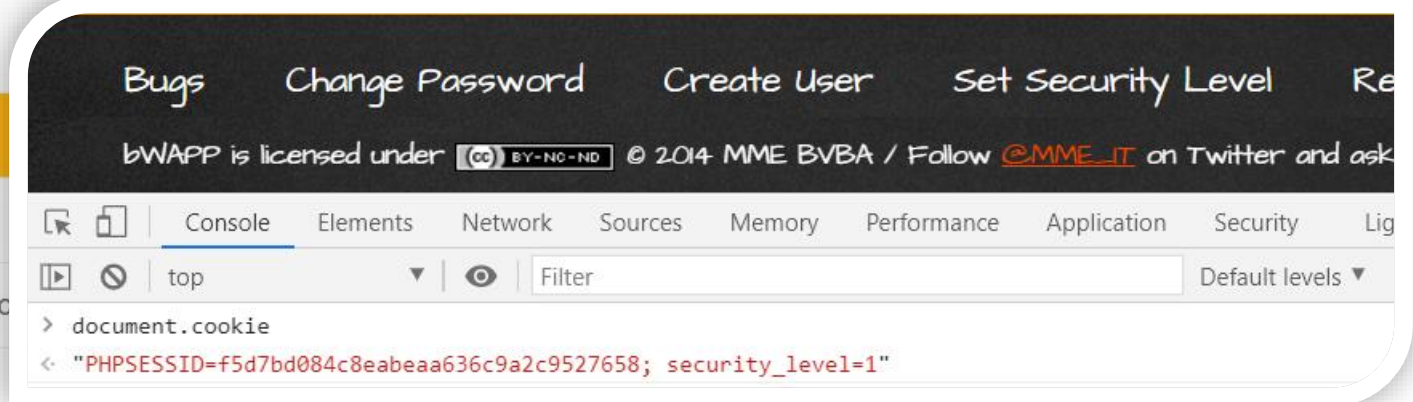 Bugs Change Password Create User Set Security Level Re
bWAPP is licensed under (cc) BY-NC-ND © 2014 MME BVBA / Follow @MME_IT on Twitter and ask
Console Elements Network Sources Memory Performance Application Security Lig
top Filter Default levels
> document.cookie
"PHPSESSID=f5d7bd084c8eabeaa636c9a2c9527658; security_level=1"